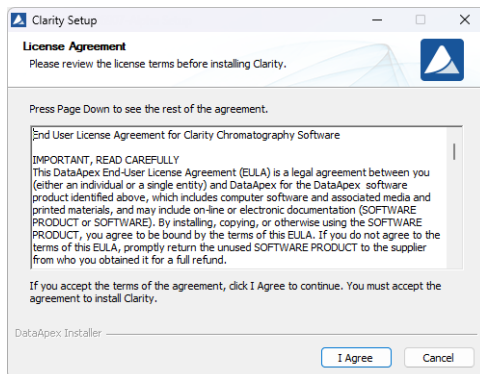 Clarity Setup
License Agreement
Please review the license terms before installing Clarity.
Press Page Down to see the rest of the agreement.
End User License Agreement for Clarity Chromatography Software
IMPORTANT, READ CAREFULLY
This DataApex End-User License Agreement (EULA) is a legal agreement between you
(either an individual or a single entity) and DataApex for the DataApex software
product identified above, which includes computer software and associated media and
printed materials, and may include on-line or electronic documentation (SOFTWARE
PRODUCT or SOFTWARE). By installing, copying, or otherwise using the SOFTWARE
PRODUCT, you agree to be bound by the terms of this EULA. If you do not agree to the
terms of this EULA, promptly return the unused SOFTWARE PRODUCT to the supplier
from who you obtained it for a full refund.
If you accept the terms of the agreement, click I Agree to continue. You must accept the
agreement to install Clarity.
DataApex Installer
I Agree Cancel